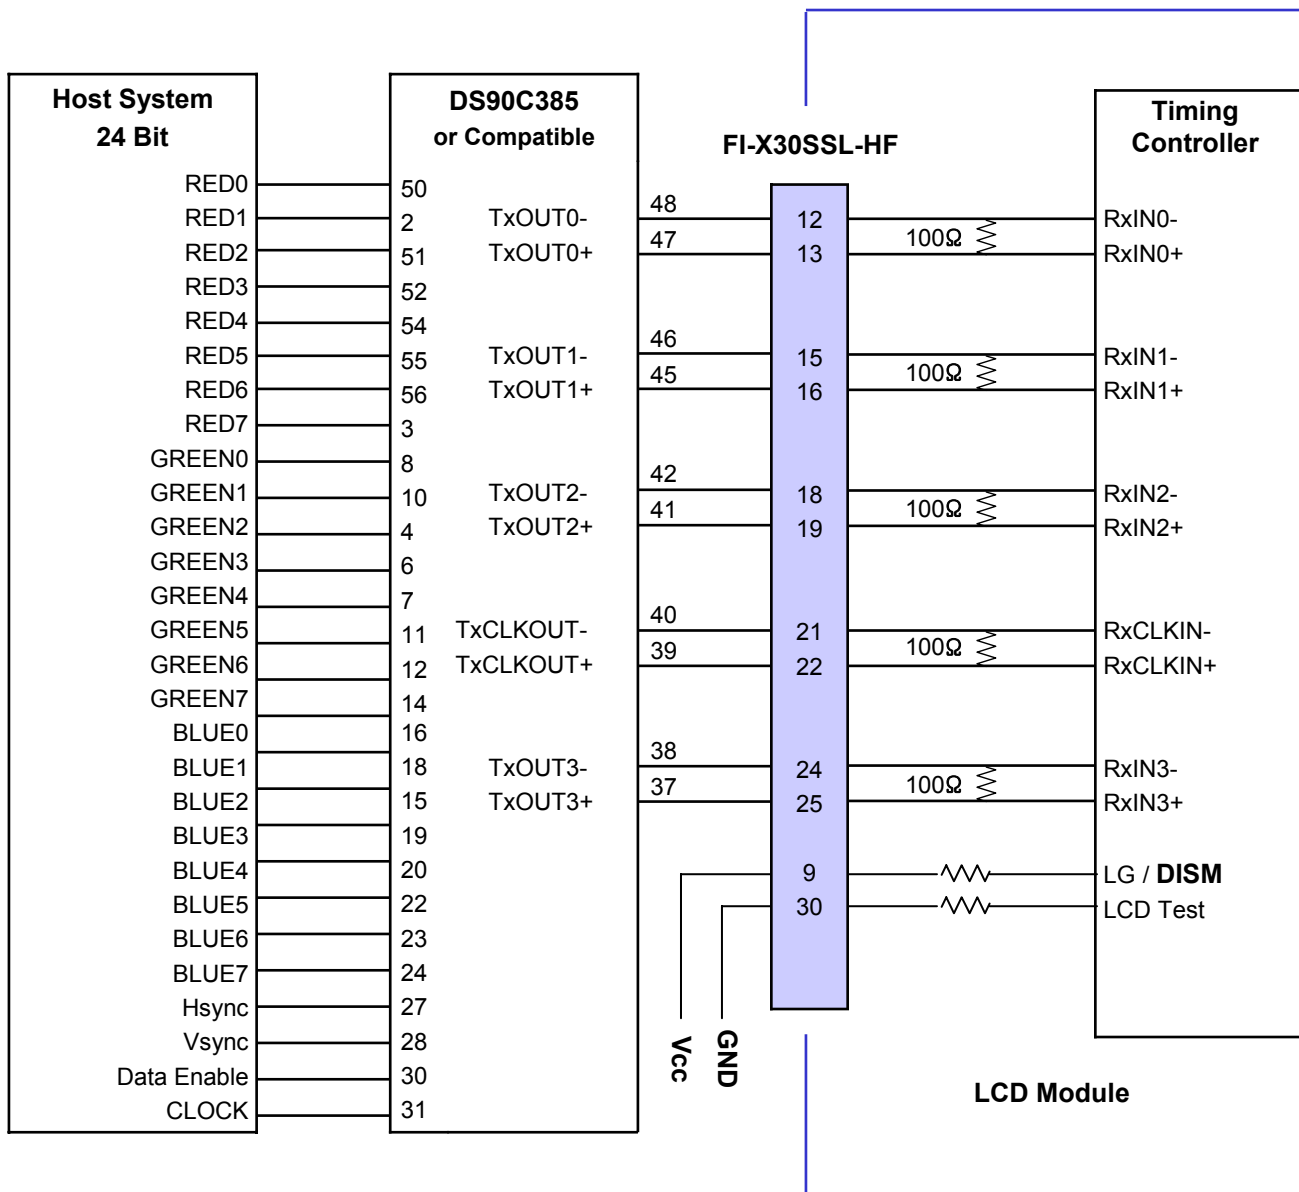 Host System
24 Bit
RED0
RED1
RED2
RED3
RED4
RED5
RED6
RED7
GREEN0
GREEN1
GREEN2
GREEN3
GREEN4
GREEN5
GREEN6
GREEN7
BLUE0
BLUE1
BLUE2
BLUE3
BLUE4
BLUE5
BLUE6
BLUE7
Hsync
Vsync
Data Enable
CLOCK
DS90C385
or Compatible
50
2
51
52
54
55
56
3
8
10
4
6
7
11
12
14
16
18
15
19
20
22
23
24
27
28
30
31
TxOUT0-
TxOUT0+
TxOUT1-
TxOUT1+
TxOUT2-
TxOUT2+
TxCLKOUT-
TxCLKOUT+
TxOUT3-
TxOUT3+
48
47
46
45
42
41
40
39
38
37
Vcc
GND
FI-X30SSL-HF
12
13
15
16
18
19
21
22
24
25
9
30
100Ω
100Ω
100Ω
100Ω
100Ω
Timing
Controller
RxIN0-
RxIN0+
RxIN1-
RxIN1+
RxIN2-
RxIN2+
RxCLKIN-
RxCLKIN+
RxIN3-
RxIN3+
LG / DISM
LCD Test
LCD Module